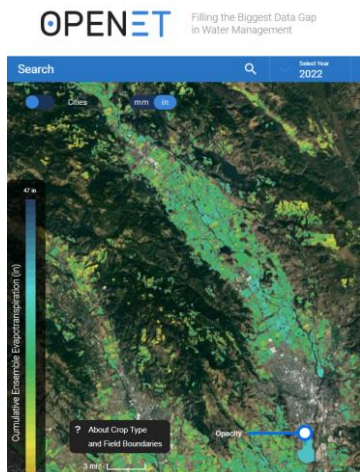 OPENET
Filling the Biggest Data Gap
in Water Management
Search
Select Year
2022
Cities
mm
in
47 in
Cumulative Ensemble Evapotranspiration (in)
? About Crop Type
and Field Boundaries
Opacity
3 mi